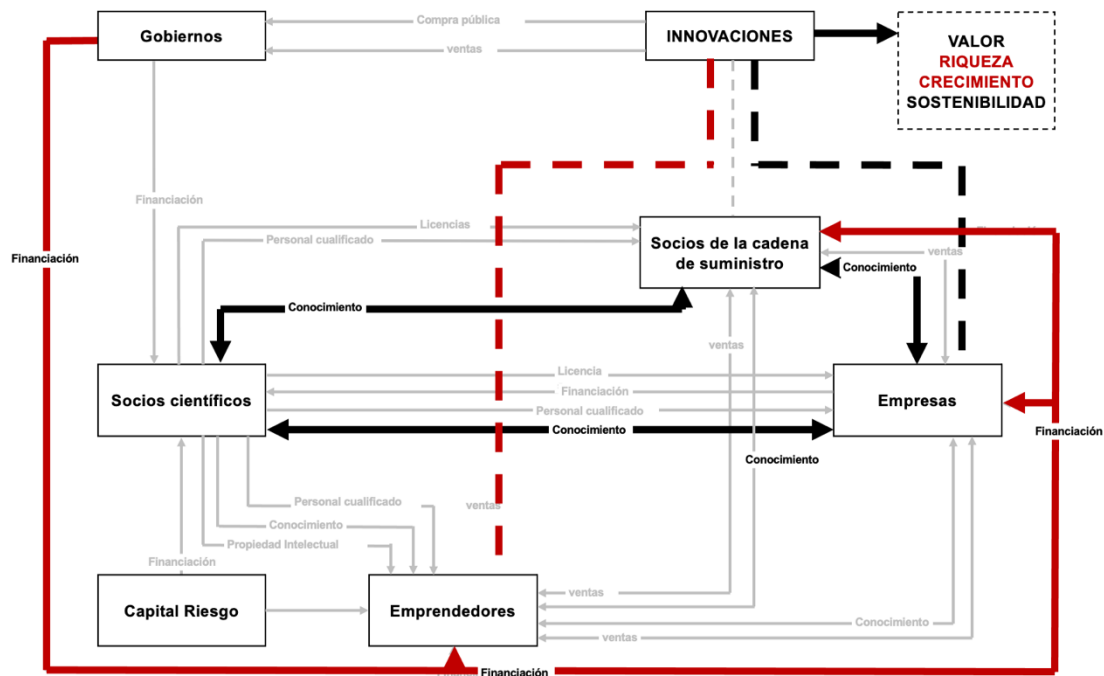 Compra pública
Gobiernos
INNOVACIONES
ventas
VALOR
RIQUEZA
CRECIMIENTO
SOSTENIBILIDAD
Financiación
Licencias
Personal cualificado
Socios de la cadena
de suministro
ventas
Financiación
Conocimiento
Conocimiento
ventas
Licencia
Socios científicos
Financiación
Empresas
Personal cualificado
Conocimiento
Financiación
Conocimiento
Personal cualificado
ventas
Conocimiento
Propiedad Intelectual
Financiación
Capital Riesgo
Emprendedores
ventas
Conocimiento
ventas
Financiación